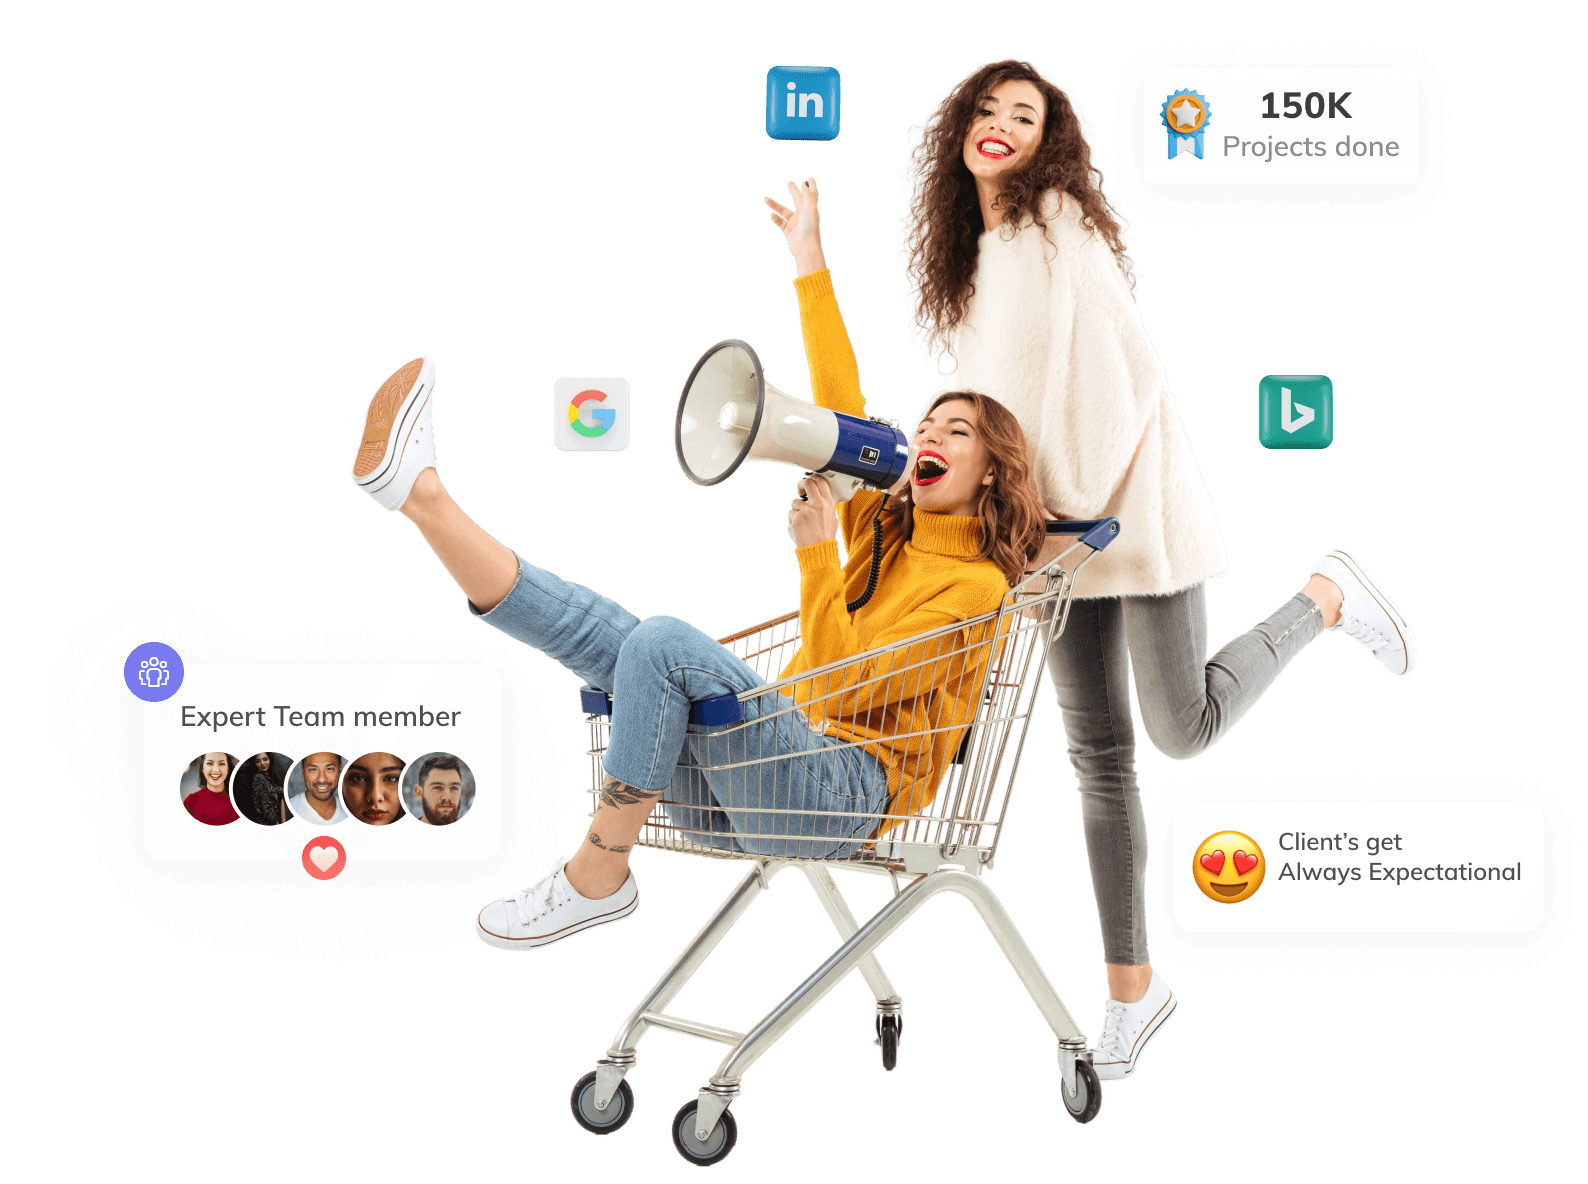 in
150K
Projects done
G
b
Expert Team member
Client's get
Always Expectational